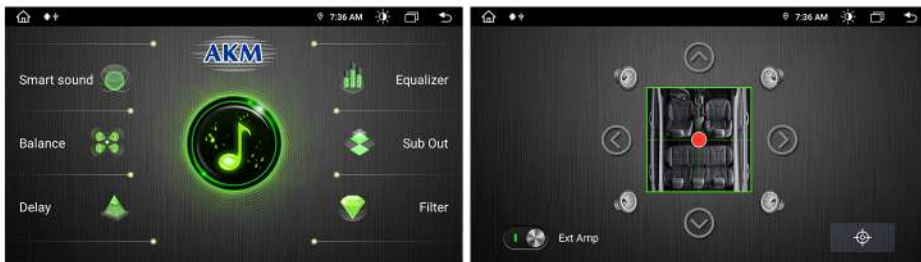 7:36 AM
AKM
Smart sound
Equalizer
Balance
Sub Out
Delay
Filter
7:36 AM
Ext Amp